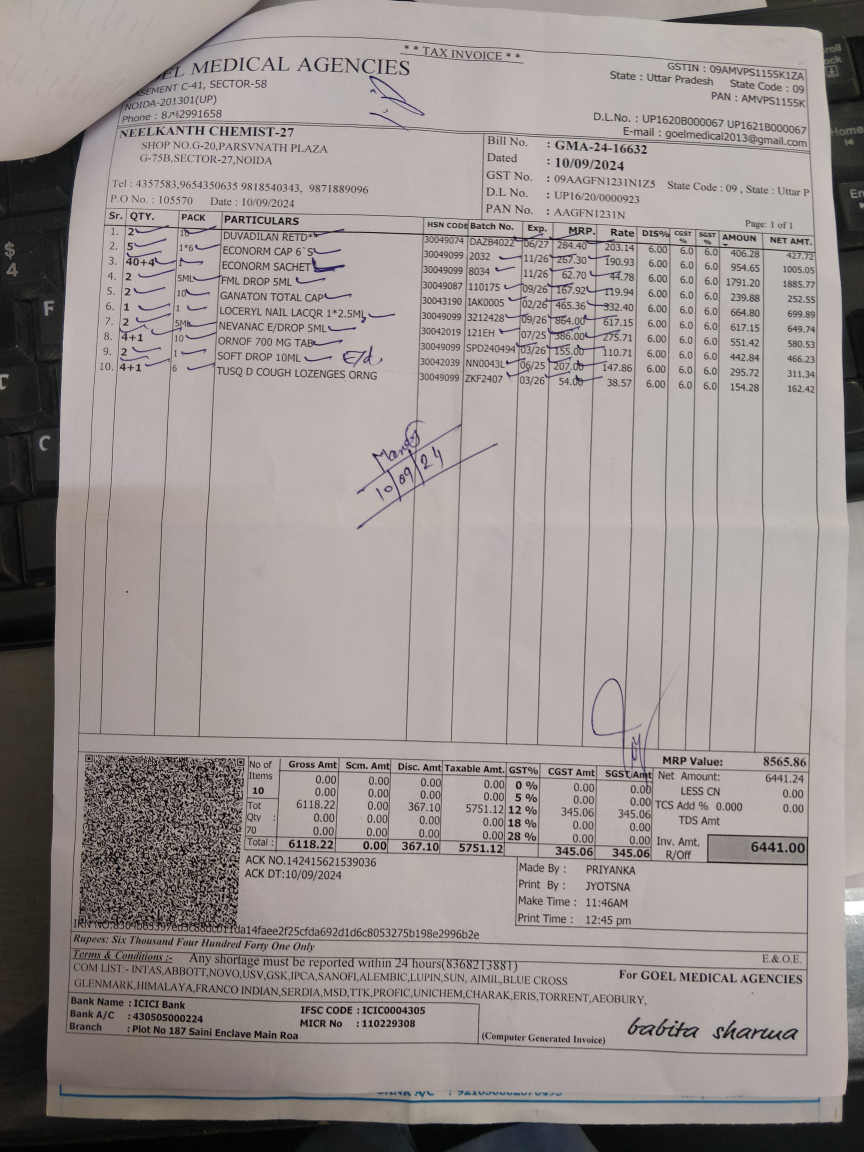 * * TAX INVOICE * *
OEL MEDICAL AGENCIES
ASEMENT C-41, SECTOR-58
NOIDA-201301(UP)
Phone :
GSTIN : 09AMVPS1155K1ZA
State : Uttar Pradesh State Code : 09
PAN : AMVPS1155K
D.L.No. : UP1620B000067 UP1621B000067
E-mail : goelmedical2013@gmail.com
NEELKANTH CHEMIST-27
SHOP NO.G-20,PARSVNATH PLAZA
G-75B,SECTOR-27,NOIDA
Tel : 4357583,9654350635 9818540343, 9871889096
P.O No. : 105570 Date : 10/09/2024
Bill No. : GMA-24-16632
Dated : 10/09/2024
GST No. : 09AAGFN1231N1Z5 State Code : 09 , State : Uttar P
D.L No. : UP16/20/0000923
PAN No. : AAGFN1231N
Page: 1 of 1
Sr. QTY. PACK PARTICULARS HSN CODE Batch No. Exp. MRP. Rate DIS% CGST % SGST % AMOUN NET AMT.
1. 2 10 DUVADILAN RETD* 30049074 DAZB4022 06/27 284.40 203.14 6.00 6.0 6.0 406.28 427.72
2. 5 1*6 ECONORM CAP 6`S 30049099 2032 11/26 267.30 190.93 6.00 6.0 6.0 954.65 1005.05
3. 40+4 1 ECONORM SACHET 30049099 8034 11/26 62.70 44.78 6.00 6.0 6.0 1791.20 1885.77
4. 2 5ML FML DROP 5ML 30049087 110175 09/26 167.92 119.94 6.00 6.0 6.0 239.88 252.55
5. 2 10 GANATON TOTAL CAP 30043190 IAK0005 02/26 465.36 332.40 6.00 6.0 6.0 664.80 699.89
6. 1 1 LOCERYL NAIL LACQR 1*2.5ML 30049099 3212428 09/26 864.00 617.15 6.00 6.0 6.0 617.15 649.74
7. 2 5ML NEVANAC E/DROP 5ML 30049099 121EH 07/25 386.00 275.71 6.00 6.0 6.0 551.42 580.53
8. 4+1 10 ORNOF 700 MG TAB 30042019 SPD240494 03/26 155.00 110.71 6.00 6.0 6.0 442.84 466.23
9. 2 1 SOFT DROP 10ML E/d 30042039 NN0043L 06/25 207.00 147.86 6.00 6.0 6.0 295.72 311.34
10. 4+1 6 TUSQ D COUGH LOZENGES ORNG 30049099 ZKF2407 03/26 54.00 38.57 6.00 6.0 6.0 154.28 162.42
10/09/24
No of Items Gross Amt Scm. Amt Disc. Amt Taxable Amt. GST% CGST Amt SGST Amt
0.00 0.00 0.00 0.00 0 % 0.00 0.00
10 0.00 0.00 0.00 0.00 5 % 0.00 0.00
Tot 6118.22 0.00 367.10 5751.12 12 % 345.06 345.06
Qty : 0.00 0.00 0.00 0.00 18 % 0.00 0.00
70 0.00 0.00 0.00 0.00 28 % 0.00 0.00
Total : 6118.22 0.00 367.10 5751.12 345.06 345.06
MRP Value: 8565.86
Net Amount: 6441.24
LESS CN 0.00
TCS Add % 0.000 0.00
TDS Amt
Inv. Amt. 6441.00
R/Off
ACK NO.142415621539036
ACK DT:10/09/2024
Made By : PRIYANKA
Print By : JYOTSNA
Make Time : 11:46AM
Print Time : 12:45 pm
Rupees: Six Thousand Four Hundred Forty One Only
Terms & Conditions :- Any shortage must be reported within 24 hours(8368213881) E.& O.E.
COM LIST:- INTAS,ABBOTT,NOVO,USV,GSK,IPCA,SANOFI,ALEMBIC,LUPIN,SUN, AIMIL,BLUE CROSS
GLENMARK,HIMALAYA,FRANCO INDIAN,SERDIA,MSD,TTK,PROFIC,UNICHEM,CHARAK,ERIS,TORRENT,AEOBURY,
For GOEL MEDICAL AGENCIES
Bank Name : ICICI Bank
Bank A/C : 430505000224
Branch : Plot No 187 Saini Enclave Main Roa
IFSC CODE : ICIC0004305
MICR No : 110229308
(Computer Generated Invoice)
babita sharma